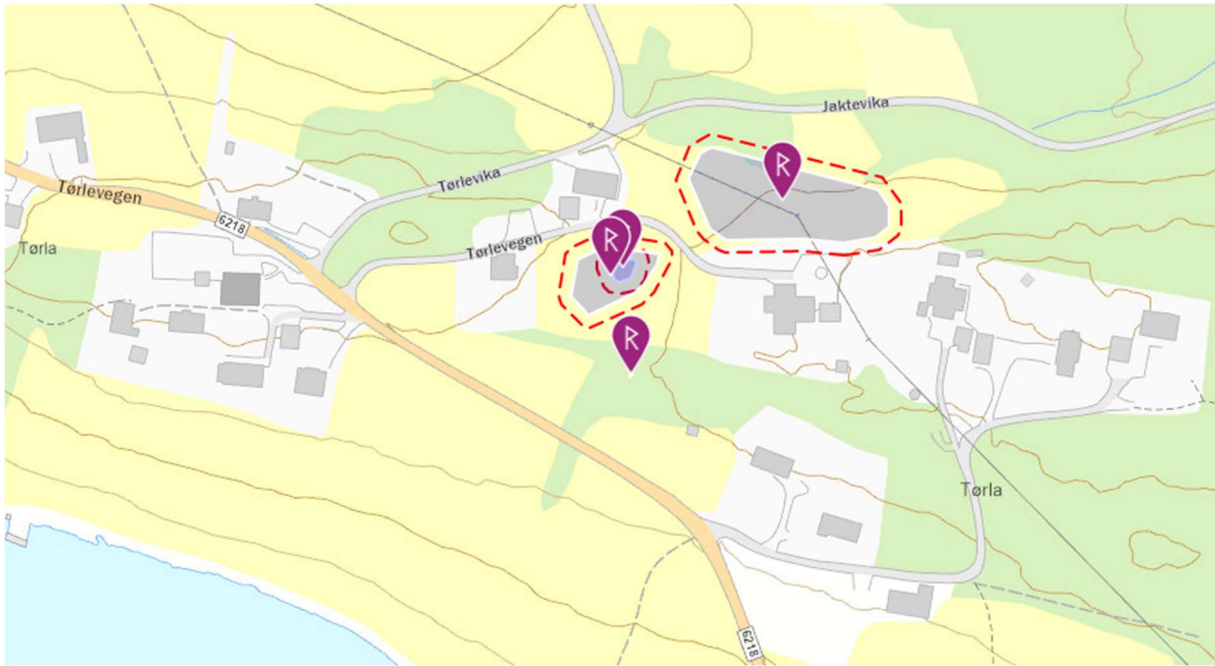 Jaktevika
Tørlevika
Tørlevegen
6218
Tørla
Tørlevegen
ᚱ
ᚱ
ᚱ
Tørla
6218